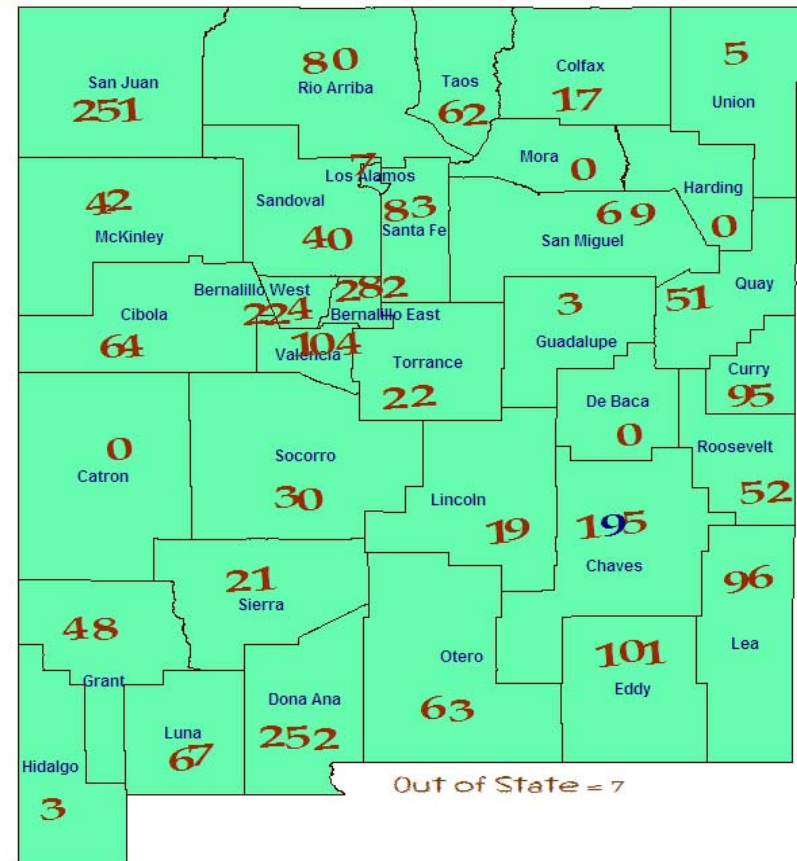 80
Rio Arriba
San Juan
251
Taos
62
Colfax
17
5
Union
7
Los Alamos
Mora
0
Harding
0
Sandoval
40
83
Santa Fe
69
San Miguel
42
McKinley
Bernalillo West
224
282
Bernalillo East
Quay
51
Cibola
64
Valencia
104
Torrance
22
3
Guadalupe
Curry
95
De Baca
0
Roosevelt
52
0
Catron
Socorro
30
Lincoln
19
195
Chaves
96
Lea
21
Sierra
48
Grant
Otero
63
101
Eddy
Dona Ana
252
Luna
67
Hidalgo
3
Out of State = 7